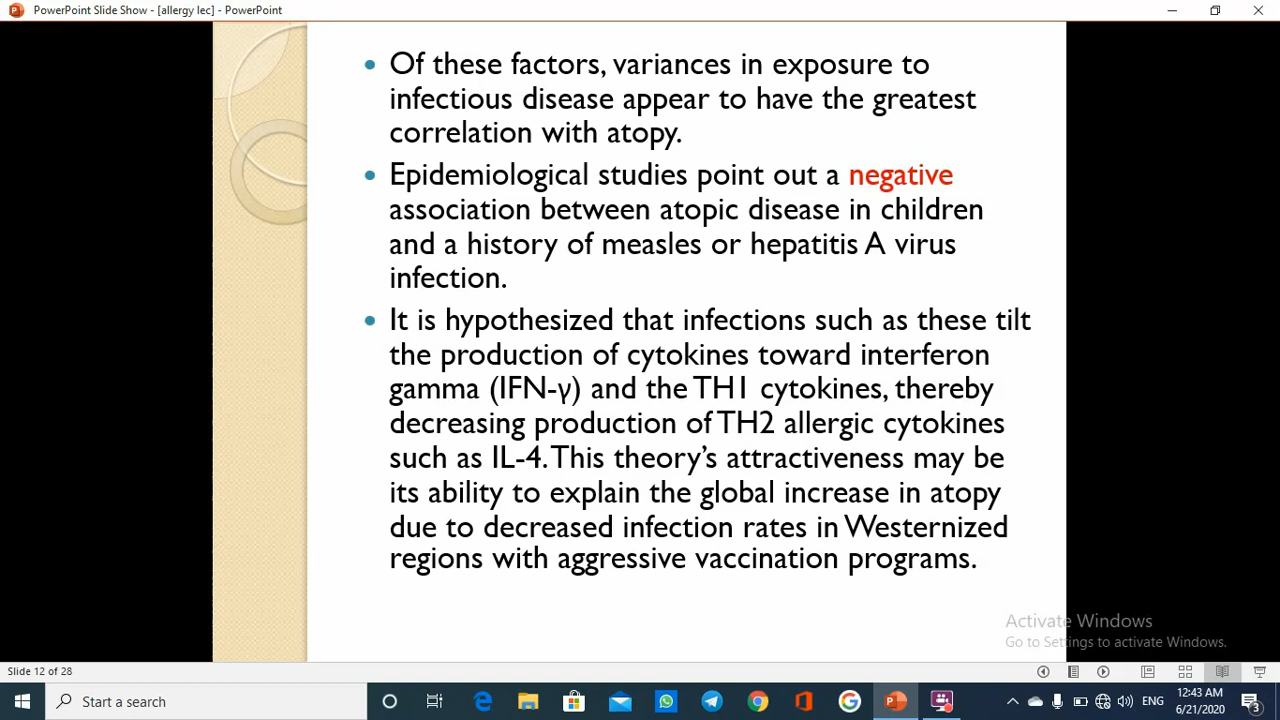 PowerPoint Slide Show - [allergy lec] - PowerPoint
• Of these factors, variances in exposure to
infectious disease appear to have the greatest
correlation with atopy.
• Epidemiological studies point out a negative
association between atopic disease in children
and a history of measles or hepatitis A virus
infection.
• It is hypothesized that infections such as these tilt
the production of cytokines toward interferon
gamma (IFN-γ) and the TH1 cytokines, thereby
decreasing production of TH2 allergic cytokines
such as IL-4. This theory’s attractiveness may be
its ability to explain the global increase in atopy
due to decreased infection rates in Westernized
regions with aggressive vaccination programs.
Activate Windows
Go to Settings to activate Windows.
Slide 12 of 28
Start a search
ENG
12:43 AM
6/21/2020
3